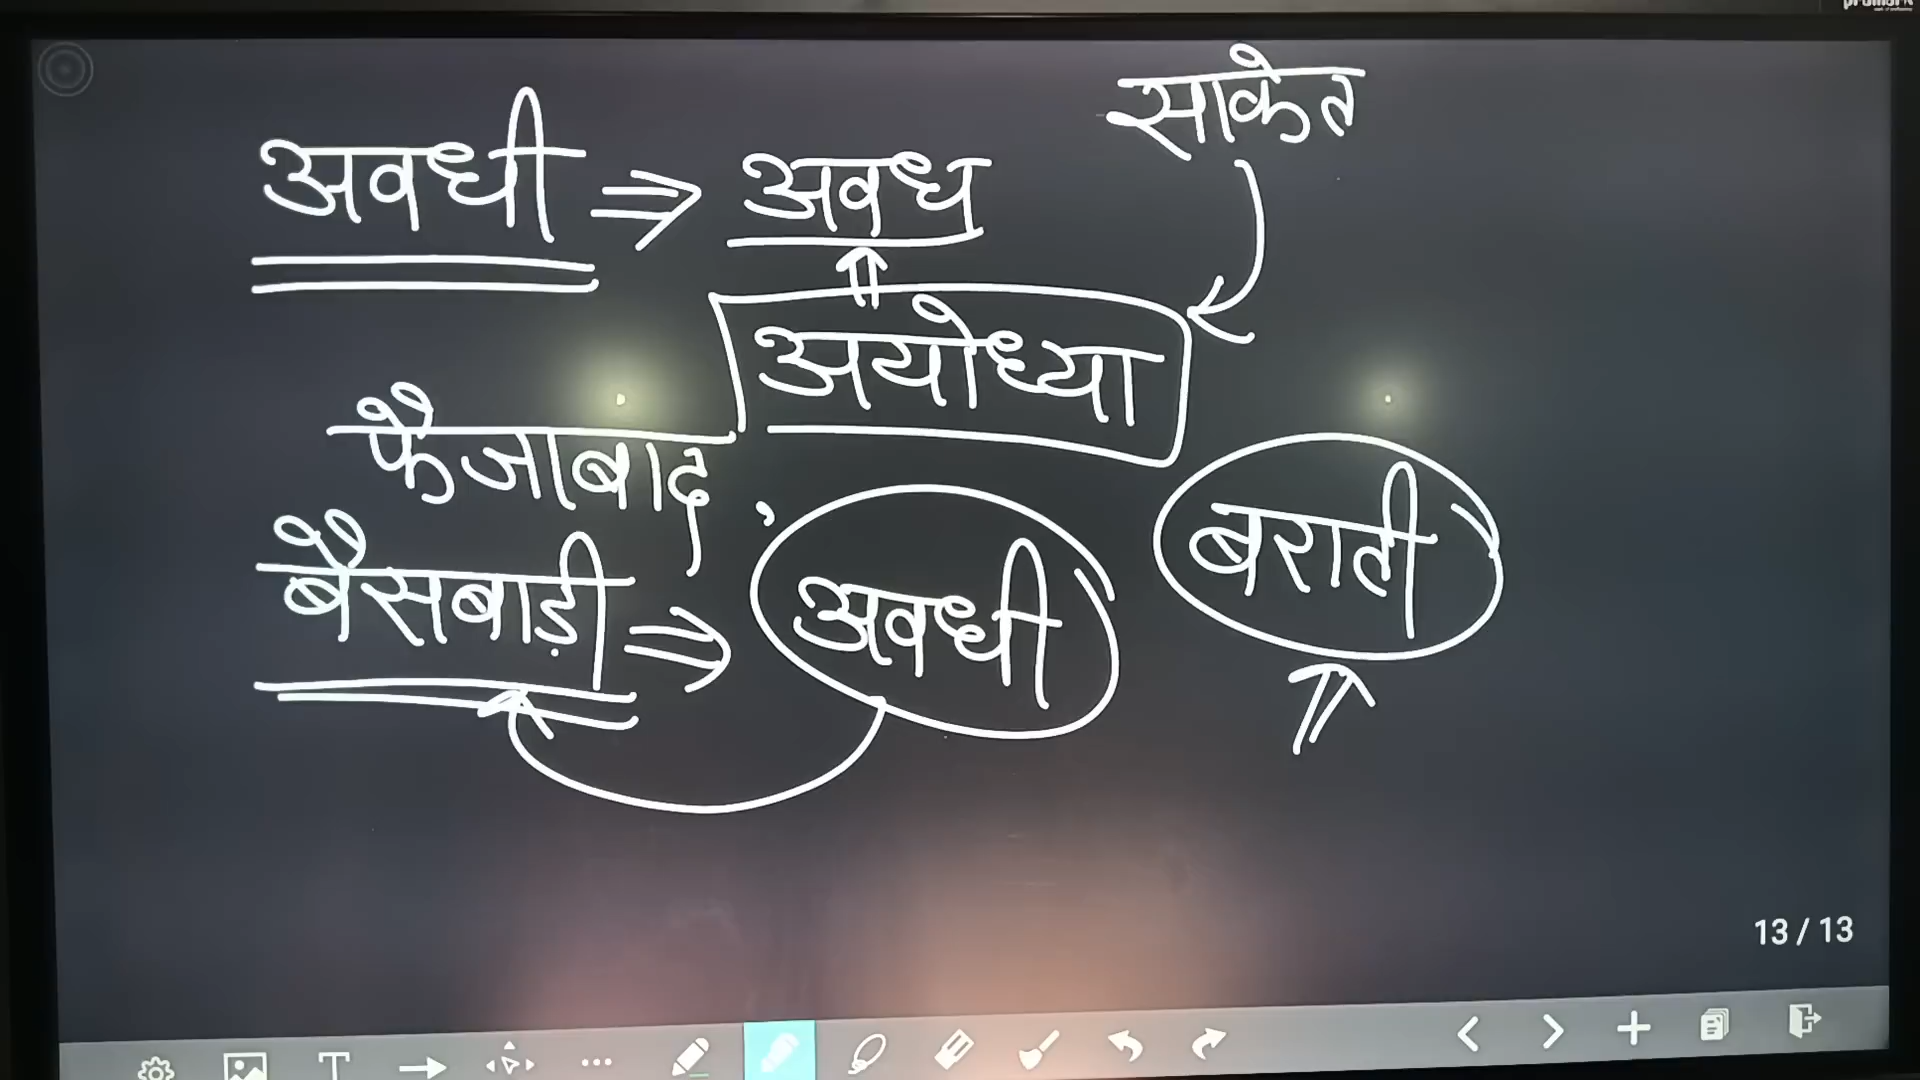 साकेत
अवधी ⇒ अवध
अयोध्या
फैजाबाद,
बैसबाड़ी ⇒ अवधी बराती
13 / 13